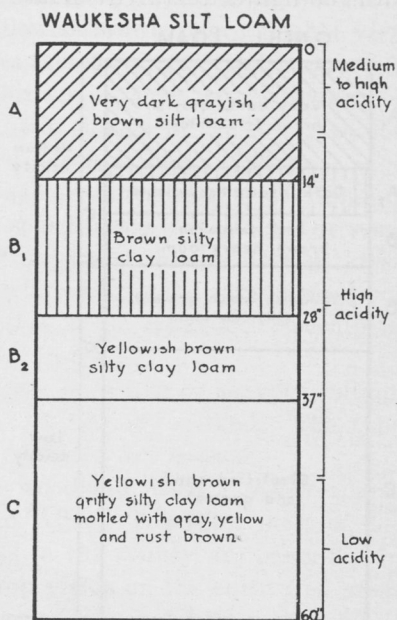 WAUKESHA SILT LOAM
0
Medium
to high
acidity
A
Very dark grayish
brown silt loam
14"
B1
Brown silty
clay loam
28"
High
acidity
B2
Yellowish brown
silty clay loam
37"
C
Yellowish brown
gritty silty clay loam
mottled with gray, yellow
and rust brown
Low
acidity
60"